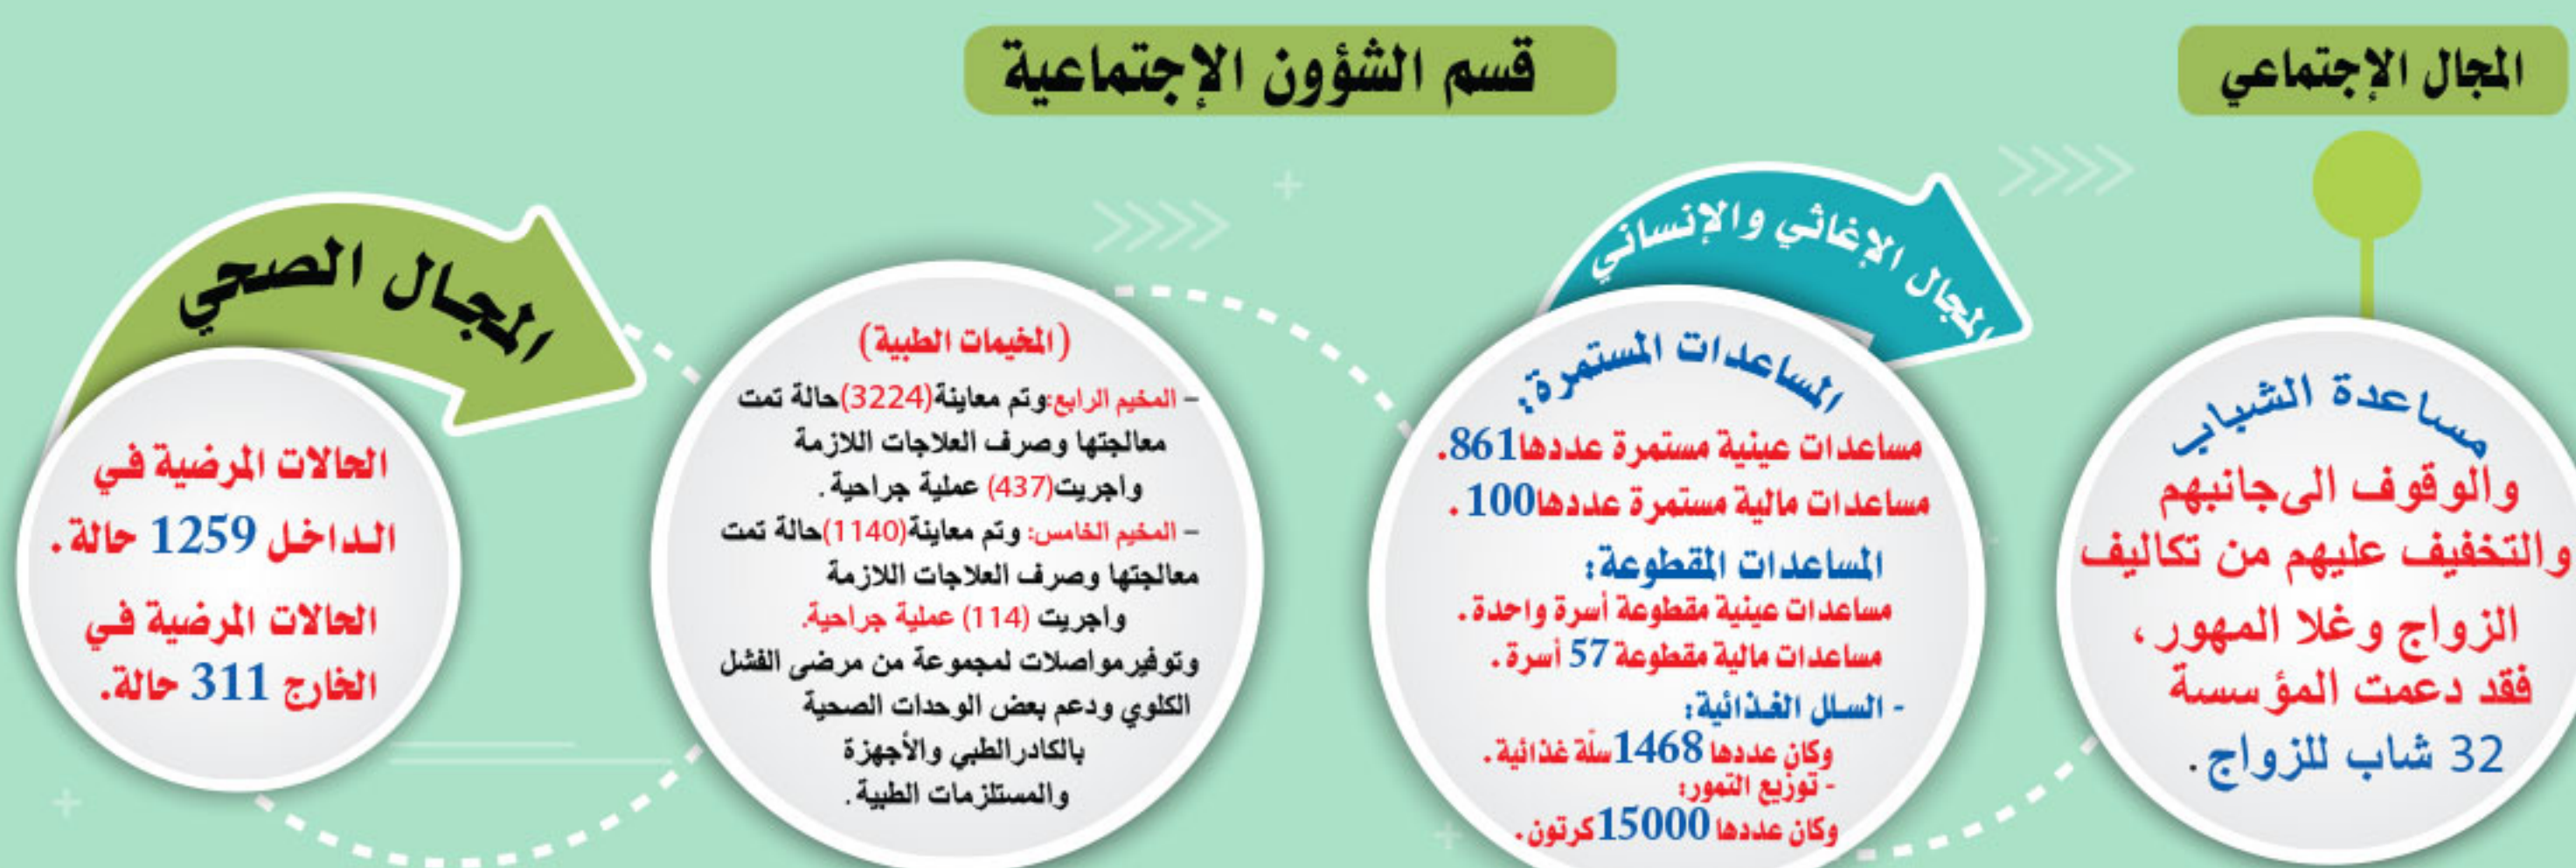 قسم الشؤون الإجتماعية
المجال الإجتماعي
مساعدة الشباب
والوقوف الى جانبهم
والتخفيف عليهم من تكاليف
الزواج وغلا المهور ،
فقد دعمت المؤسسة
32 شاب للزواج .
المجال الإغاثي والإنساني
المساعدات المستمرة :
مساعدات عينية مستمرة عددها 861.
مساعدات مالية مستمرة عددها 100 .
المساعدات المقطوعة :
مساعدات عينية مقطوعة أسرة واحدة .
مساعدات مالية مقطوعة 57 أسرة .
- السلل الغذائية :
وكان عددها 1468 سلّة غذائية .
- توزيع التمور:
وكان عددها 15000 كرتون .
المجال الصحي
(المخيمات الطبية)
- المخيم الرابع:وتم معاينة(3224)حالة تمت
معالجتها وصرف العلاجات اللازمة
واجريت(437) عملية جراحية .
- المخيم الخامس: وتم معاينة(1140)حالة تمت
معالجتها وصرف العلاجات اللازمة
واجريت (114) عملية جراحية.
وتوفيرمواصلات لمجموعة من مرضى الفشل
الكلوي ودعم بعض الوحدات الصحية
بالكادرالطبي والأجهزة
والمستلزمات الطبية .
الحالات المرضية في
الداخل 1259 حالة .
الحالات المرضية في
الخارج 311 حالة.